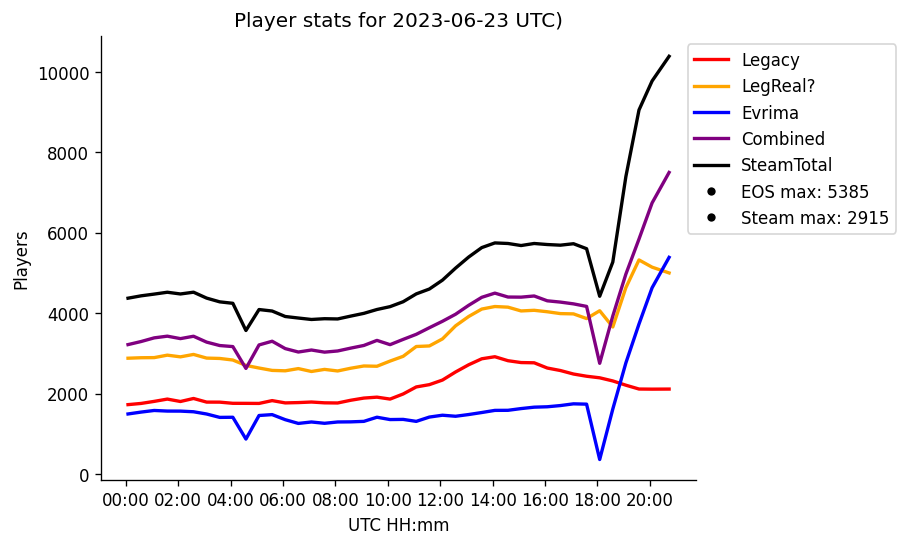 Player stats for 2023-06-23 UTC)
10000
8000
6000
4000
2000
0
Players
00:00 02:00 04:00 06:00 08:00 10:00 12:00 14:00 16:00 18:00 20:00
UTC HH:mm
Legacy
LegReal?
Evrima
Combined
SteamTotal
EOS max: 5385
Steam max: 2915